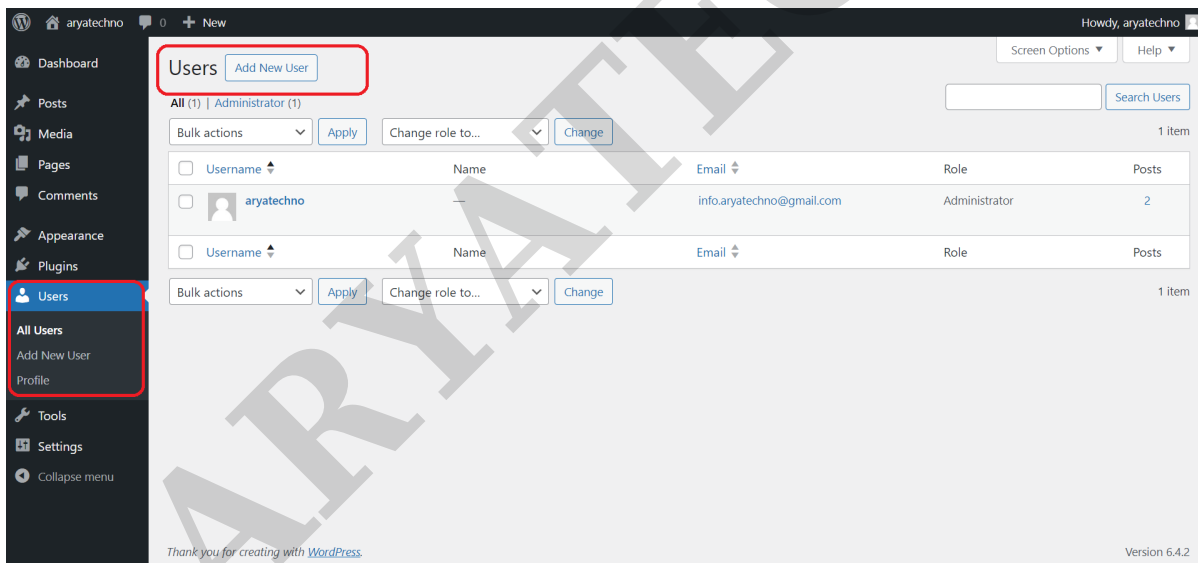 aryatechno 0 New Howdy, aryatechno
Dashboard
Posts
Media
Pages
Comments
Appearance
Plugins
Users
All Users
Add New User
Profile
Tools
Settings
Collapse menu
Screen Options Help
Users Add New User
All (1) | Administrator (1)
Search Users
Bulk actions Apply Change role to... Change 1 item
Username Name Email Role Posts
aryatechno — info.aryatechno@gmail.com Administrator 2
Username Name Email Role Posts
Bulk actions Apply Change role to... Change 1 item
Thank you for creating with WordPress. Version 6.4.2
ARYATEC